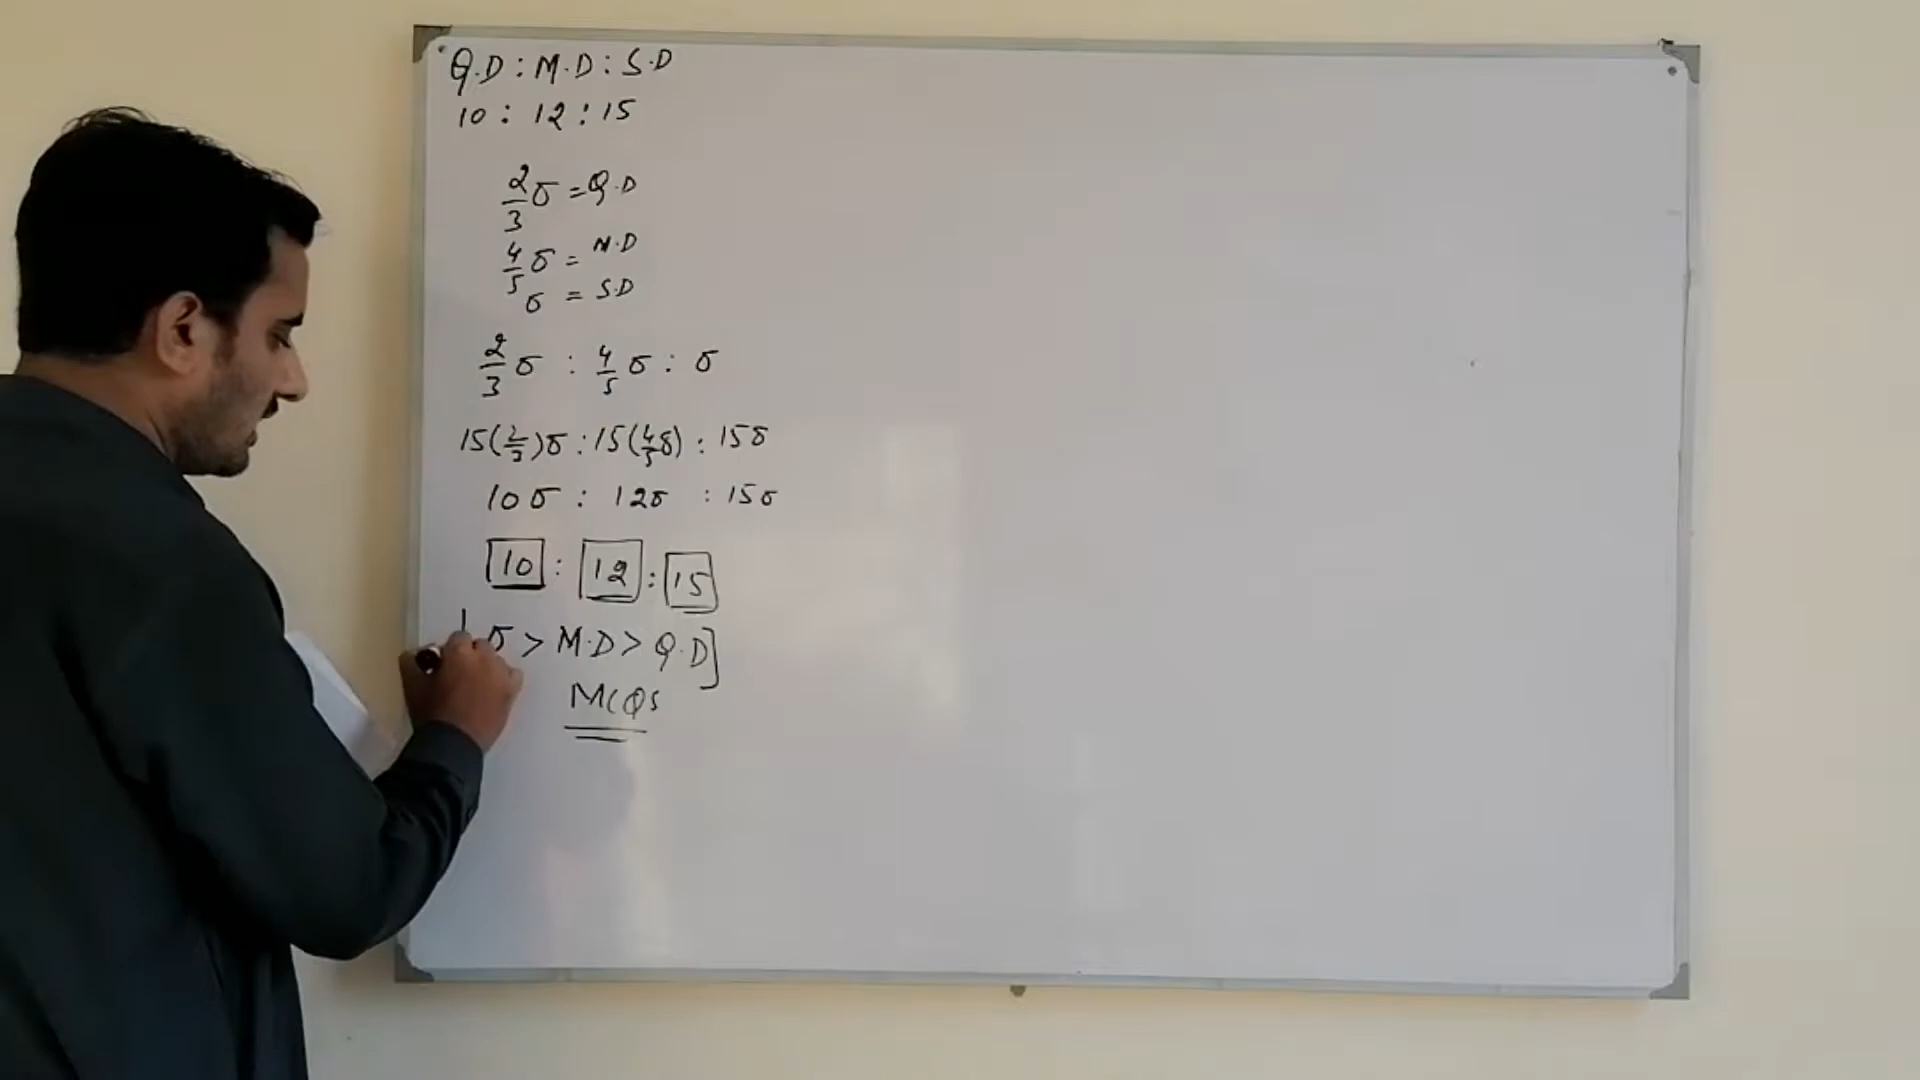 Q.D : M.D : S.D
10 : 12 : 15
2/3 σ = Q.D
4/5 σ = M.D
σ = S.D
2/3 σ : 4/5 σ : σ
15(2/3)σ : 15(4/5 σ) : 15σ
10σ : 12σ : 15σ
10 : 12 : 15
σ > M.D > Q.D]
MCQs